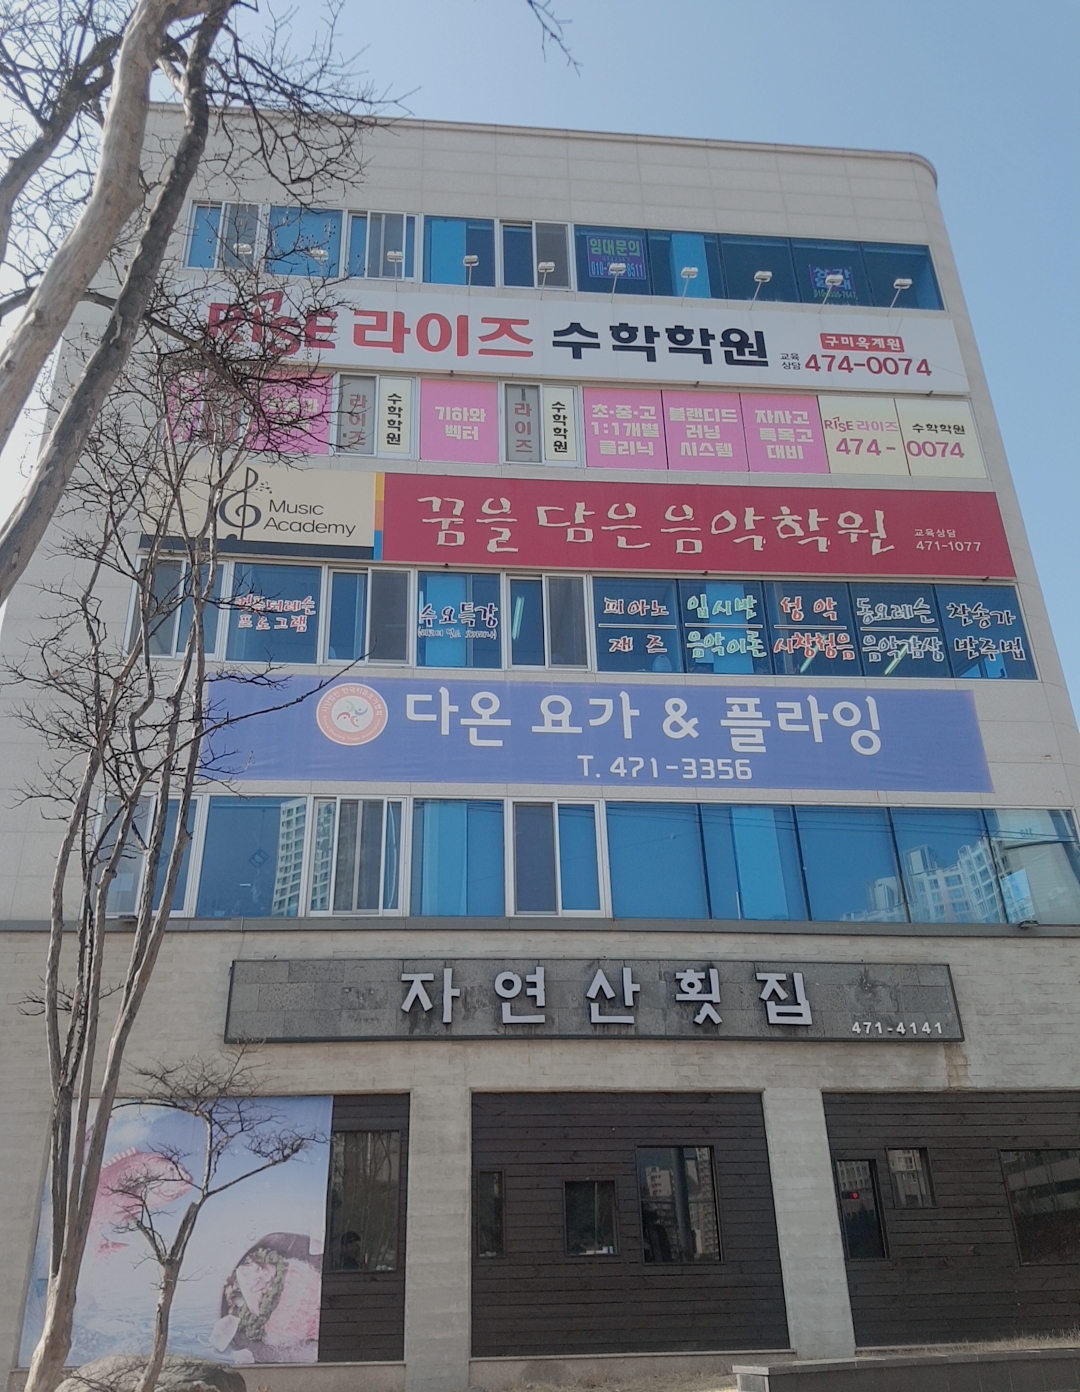 임대문의
RISE 라이즈 수학학원
구미옥계원
교육상담 474-0074
라이즈
수학학원
기하와
벡터
라이즈
수학학원
초·중·고
1:1개별
클리닉
블랜디드
러닝
시스템
자사고
특목고
대비
RISE 라이즈
474-
수학학원
0074
Music
Academy
꿈을 담은 음악학원
교육상담
471-1077
프로그램
수요특강
피아노
재즈
입시반
음악이론
성악
시창청음
동요레슨
음악감상
찬송가
반주법
다온 요가 & 플라잉
T. 471-3356
자연산횟집
471-4141